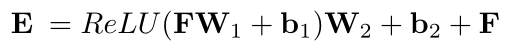 E = ReLU(FW₁ + b₁)W₂ + b₂ + F